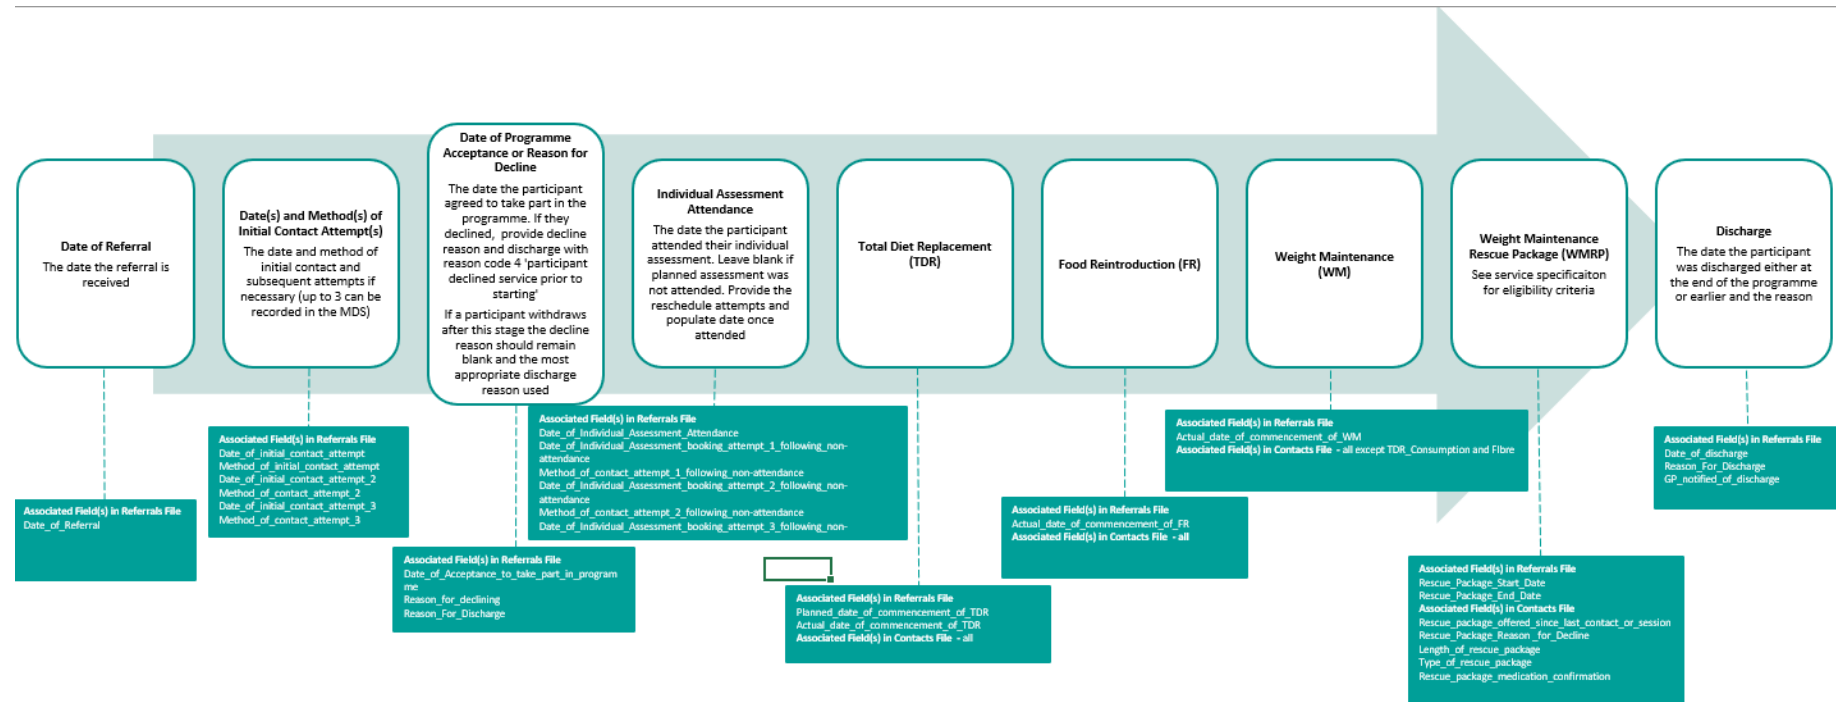 Date of Referral
The date the referral is
received
Date(s) and Method(s) of
Initial Contact Attempt(s)
The date and method of
initial contact and
subsequent attempts if
necessary (up to 3 can be
recorded in the MDS)
Date of Programme
Acceptance or Reason for
Decline
The date the participant
agreed to take part in the
programme. If they
declined, provide decline
reason and discharge with
reason code 4 'participant
declined service prior to
starting'
If a participant withdraws
after this stage the decline
reason should remain
blank and the most
appropriate discharge
reason used
Individual Assessment
Attendance
The date the participant
attended their individual
assessment. Leave blank if
planned assessment was
not attended. Provide the
reschedule attempts and
populate date once
attended
Total Diet Replacement
(TDR)
Food Reintroduction (FR)
Weight Maintenance
(WM)
Weight Maintenance
Rescue Package (WMRP)
See service specificaiton
for eligibility criteria
Discharge
The date the participant
was discharged either at
the end of the programme
or earlier and the reason
Associated Field(s) in Referrals File
Date_of_Referral
Associated Field(s) in Referrals File
Date_of_initial_contact_attempt
Method_of_initial_contact_attempt
Date_of_initial_contact_attempt_2
Method_of_contact_attempt_2
Date_of_initial_contact_attempt_3
Method_of_contact_attempt_3
Associated Field(s) in Referrals File
Date_of_Acceptance_to_take_part_in_program
me
Reason_for_declining
Reason_For_Discharge
Associated Field(s) in Referrals File
Date_of_Individual_Assessment_Attendance
Date_of_Individual_Assessment_booking_attempt_1_following_non-
attendance
Method_of_contact_attempt_1_following_non-attendance
Date_of_Individual_Assessment_booking_attempt_2_following_non-
attendance
Method_of_contact_attempt_2_following_non-attendance
Date_of_Individual_Assessment_booking_attempt_3_following_non-
Associated Field(s) in Referrals File
Planned_date_of_commencement_of_TDR
Actual_date_of_commencement_of_TDR
Associated Field(s) in Contacts File - all
Associated Field(s) in Referrals File
Actual_date_of_commencement_of_FR
Associated Field(s) in Contacts File - all
Associated Field(s) in Referrals File
Actual_date_of_commencement_of_WM
Associated Field(s) in Contacts File - all except TDR_Consumption and Fibre
Associated Field(s) in Referrals File
Rescue_Package_Start_Date
Rescue_Package_End_Date
Associated Field(s) in Contacts File
Rescue_package_offered_since_last_contact_or_session
Rescue_Package_Reason_for_Decline
Length_of_rescue_package
Type_of_rescue_package
Rescue_package_medication_confirmation
Associated Field(s) in Referrals File
Date_of_discharge
Reason_For_Discharge
GP_notified_of_discharge